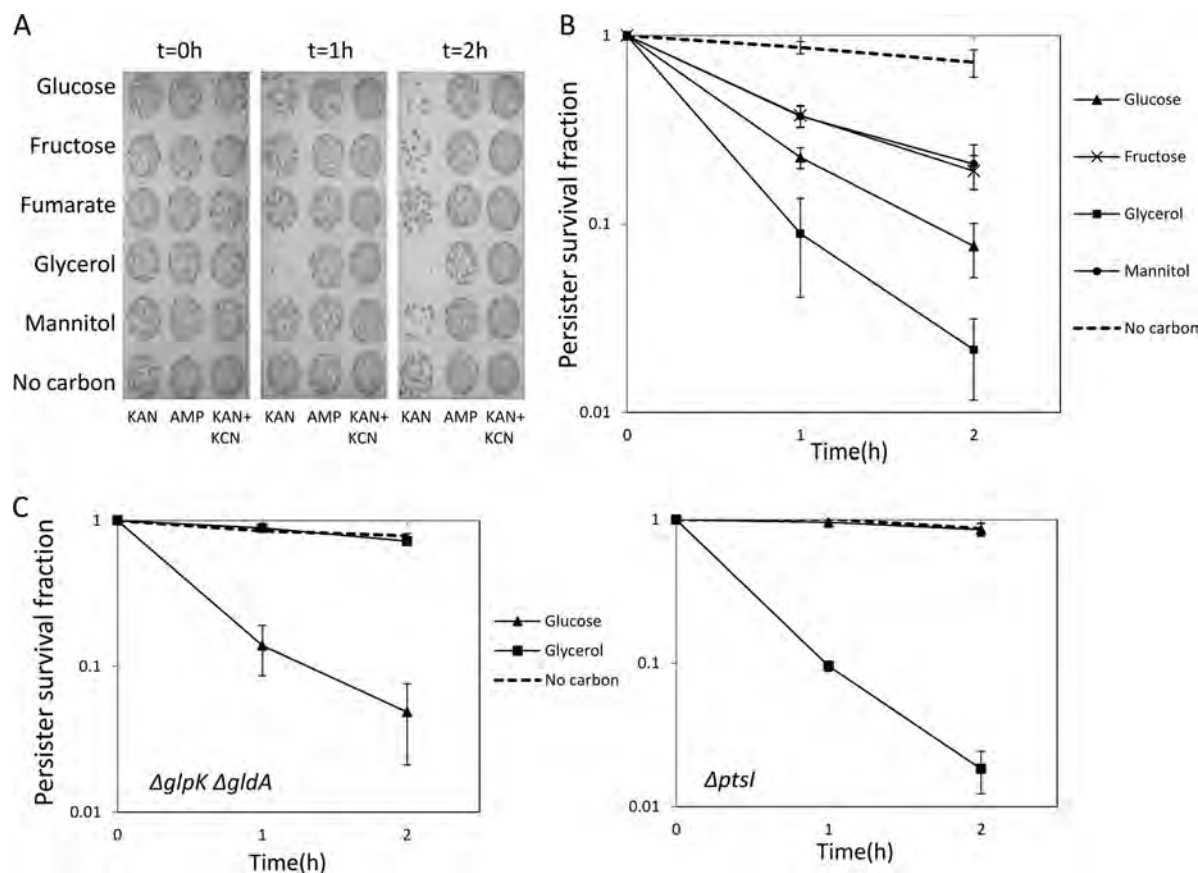 A
t=0h t=1h t=2h
Glucose
Fructose
Fumarate
Glycerol
Mannitol
No carbon
KAN AMP KAN+ KCN KAN AMP KAN+ KCN KAN AMP KAN+ KCN
B
Persister survival fraction
1
0.1
0.01
0 1 2
Time(h)
Glucose
Fructose
Glycerol
Mannitol
No carbon
C
Persister survival fraction
1
0.1
0.01
0 1 2
Time(h)
ΔglpK ΔgldA
Glucose
Glycerol
No carbon
Persister survival fraction
1
0.1
0.01
0 1 2
Time(h)
ΔptsI